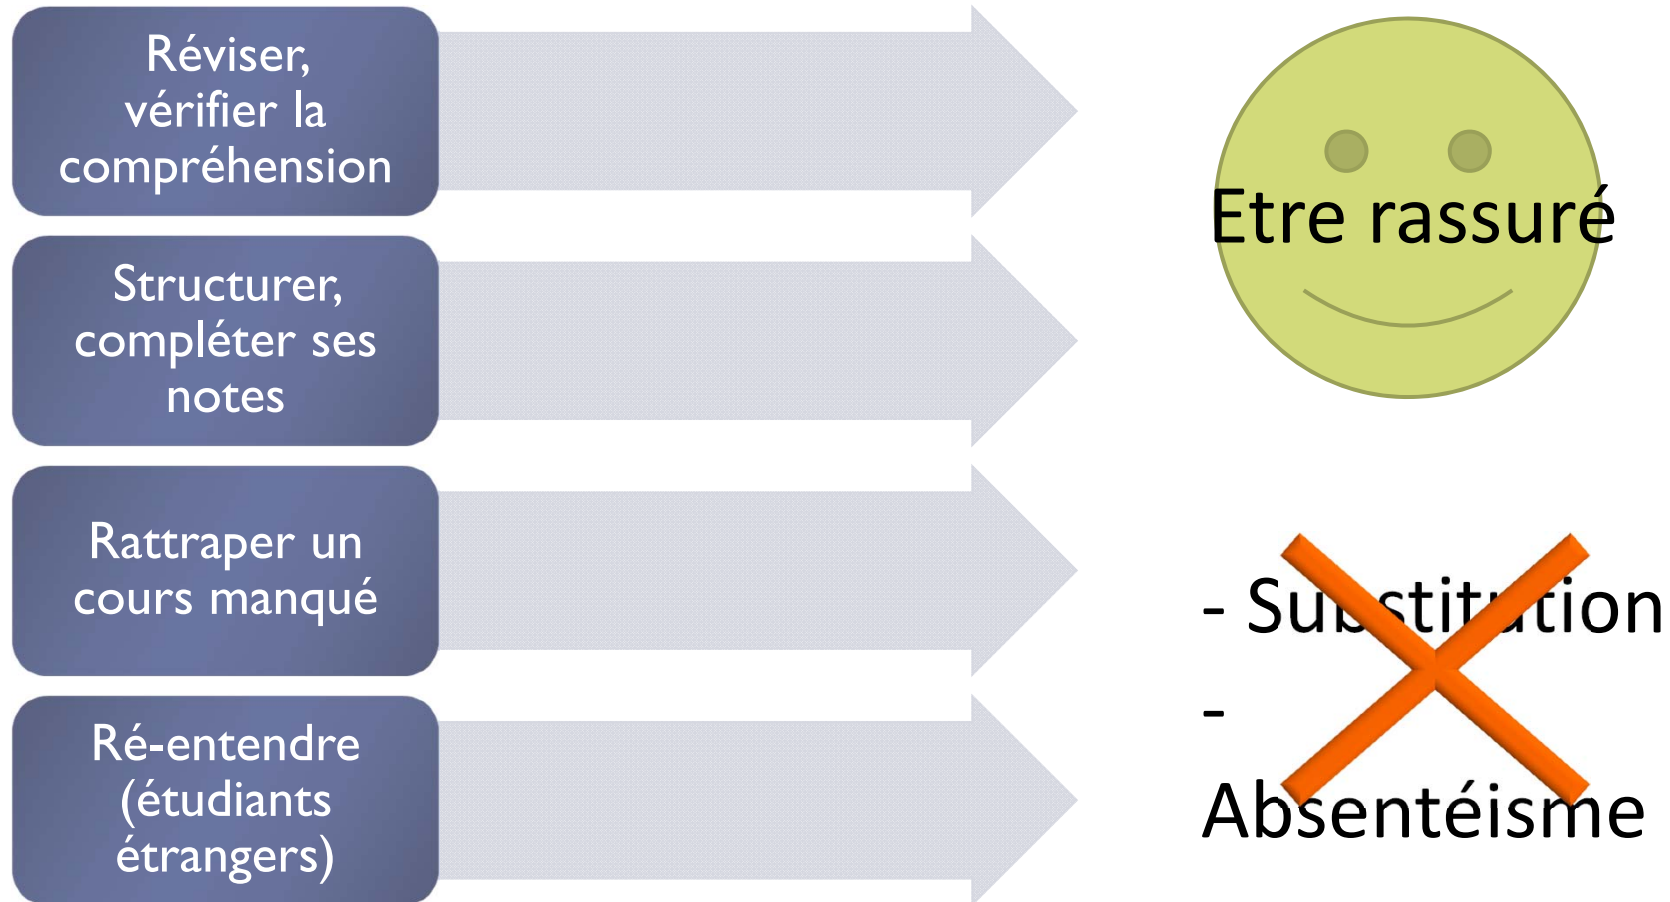 Réviser,
vérifier la
compréhension
Structurer,
compléter ses
notes
Rattraper un
cours manqué
Ré-entendre
(étudiants
étrangers)
Etre rassuré
- Substitution
-
Absentéisme